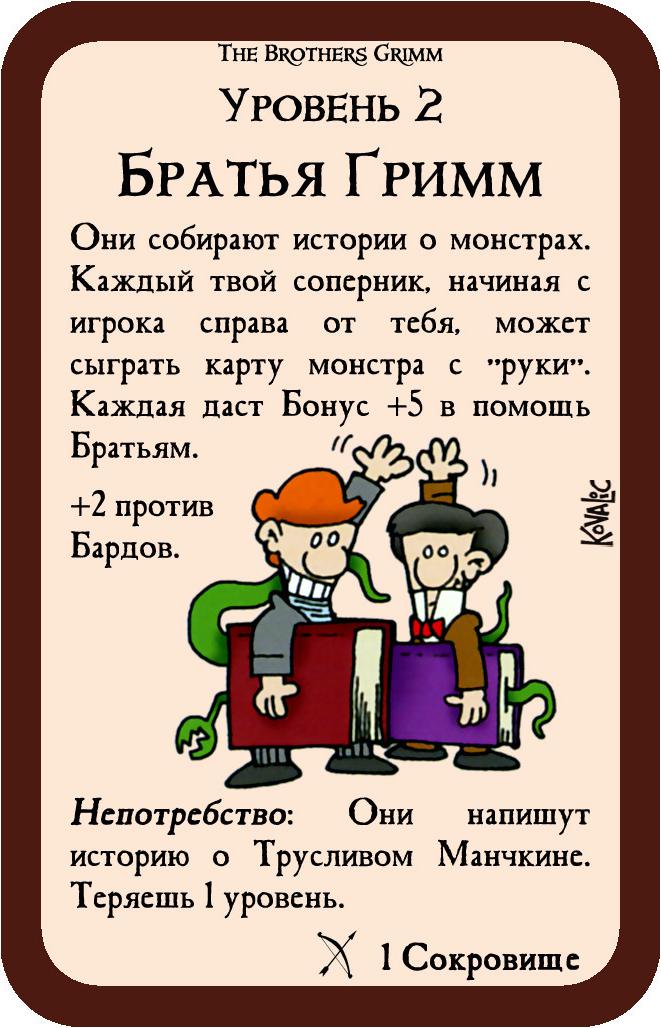 The Brothers Grimm
Уровень 2
Братья Гримм
Они собирают истории о монстрах.
Каждый твой соперник, начиная с
игрока справа от тебя, может
сыграть карту монстра с ”руки”.
Каждая даст Бонус +5 в помощь
Братьям.
+2 против
Бардов.
Kovalic
Непотребство: Они напишут
историю о Трусливом Манчкине.
Теряешь 1 уровень.
1 Сокровище